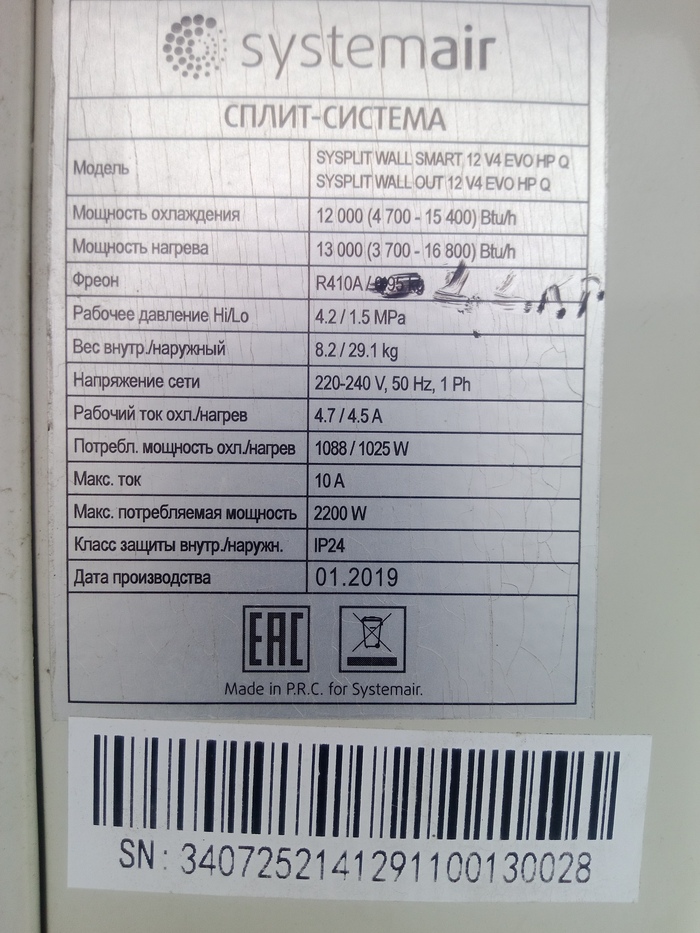 systemair
СПЛИТ-СИСТЕМА
Модель SYSPLIT WALL SMART 12 V4 EVO HP Q
SYSPLIT WALL OUT 12 V4 EVO HP Q
Мощность охлаждения 12 000 (4 700 - 15 400) Btu/h
Мощность нагрева 13 000 (3 700 - 16 800) Btu/h
Фреон R410A /
Рабочее давление Hi/Lo 4.2 / 1.5 MPa
Вес внутр./наружный 8.2 / 29.1 kg
Напряжение сети 220-240 V, 50 Hz, 1 Ph
Рабочий ток охл./нагрев 4.7 / 4.5 A
Потребл. мощность охл./нагрев 1088 / 1025 W
Макс. ток 10 A
Макс. потребляемая мощность 2200 W
Класс защиты внутр./наружн. IP24
Дата производства 01.2019
EAC
Made in P.R.C. for Systemair.
SN : 3407252141291100130028